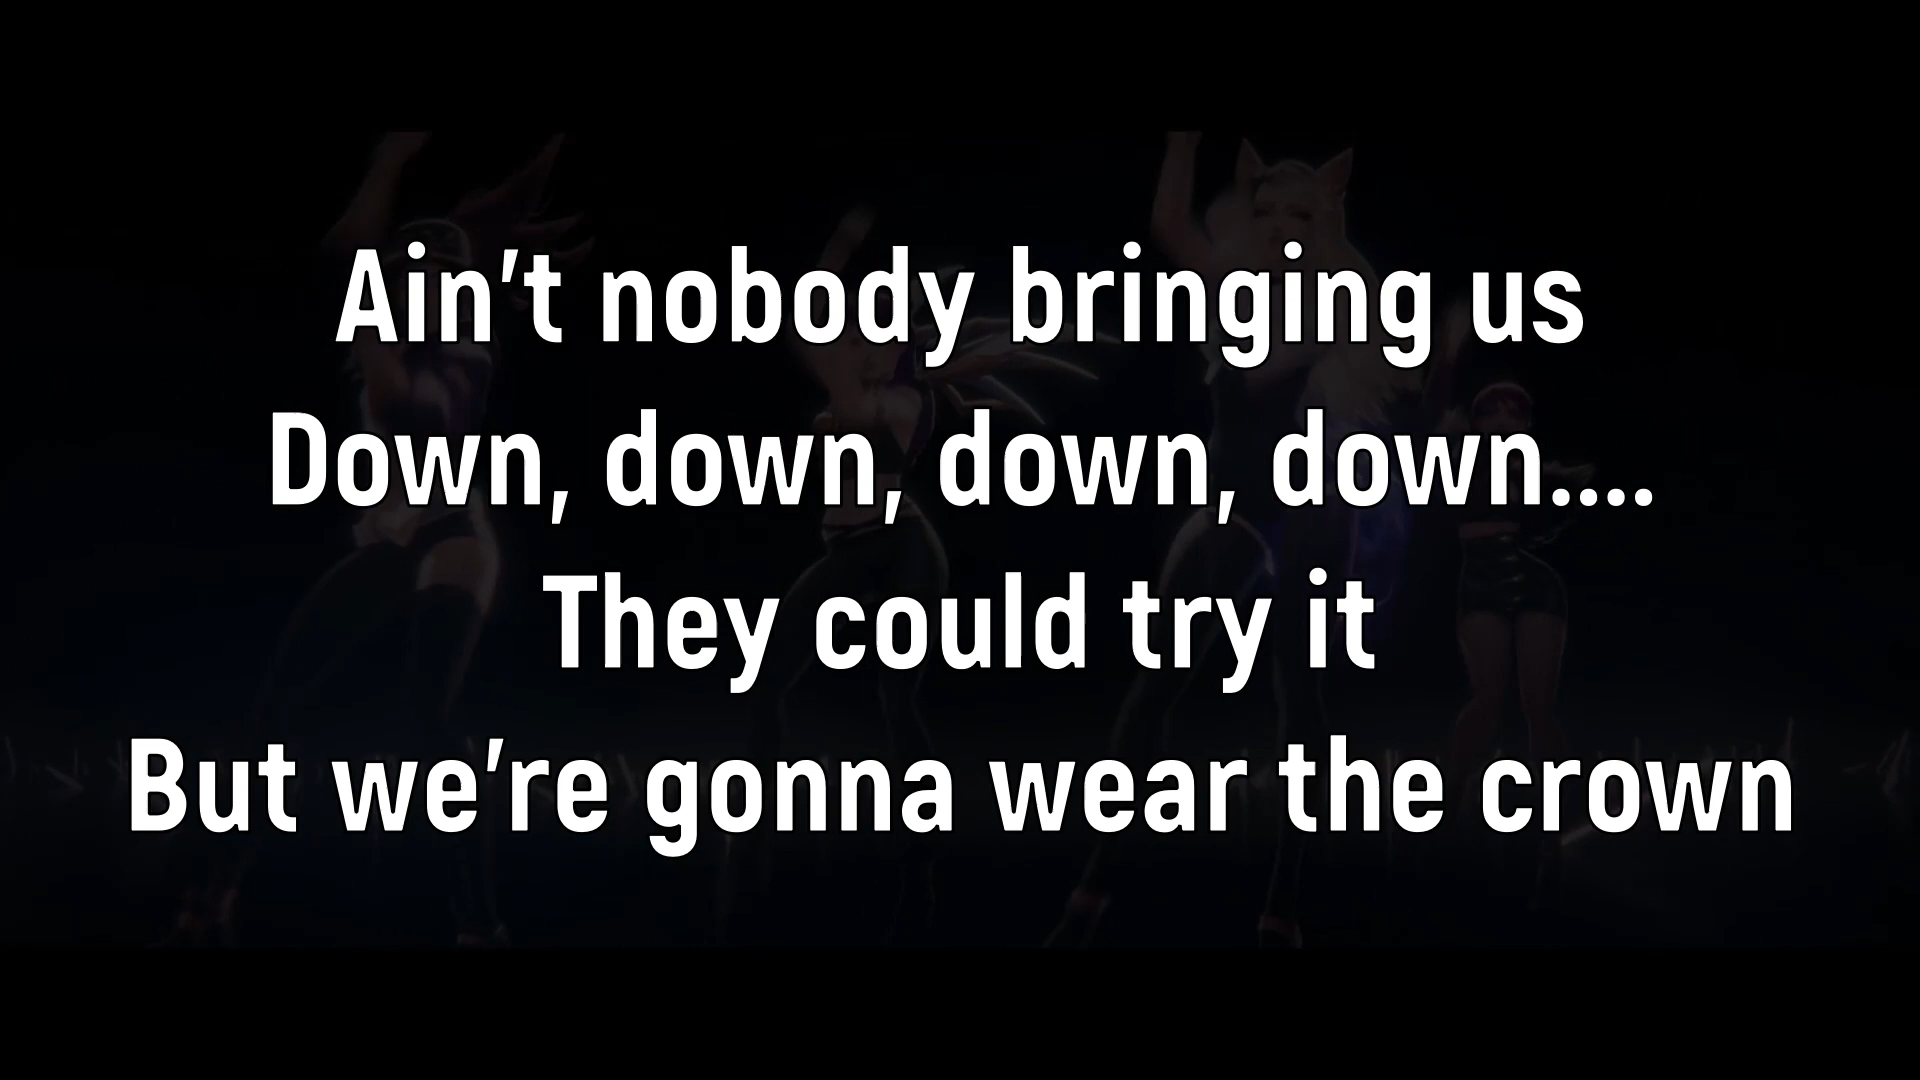 Ain't nobody bringing us
Down, down, down, down....
They could try it
But we're gonna wear the crown